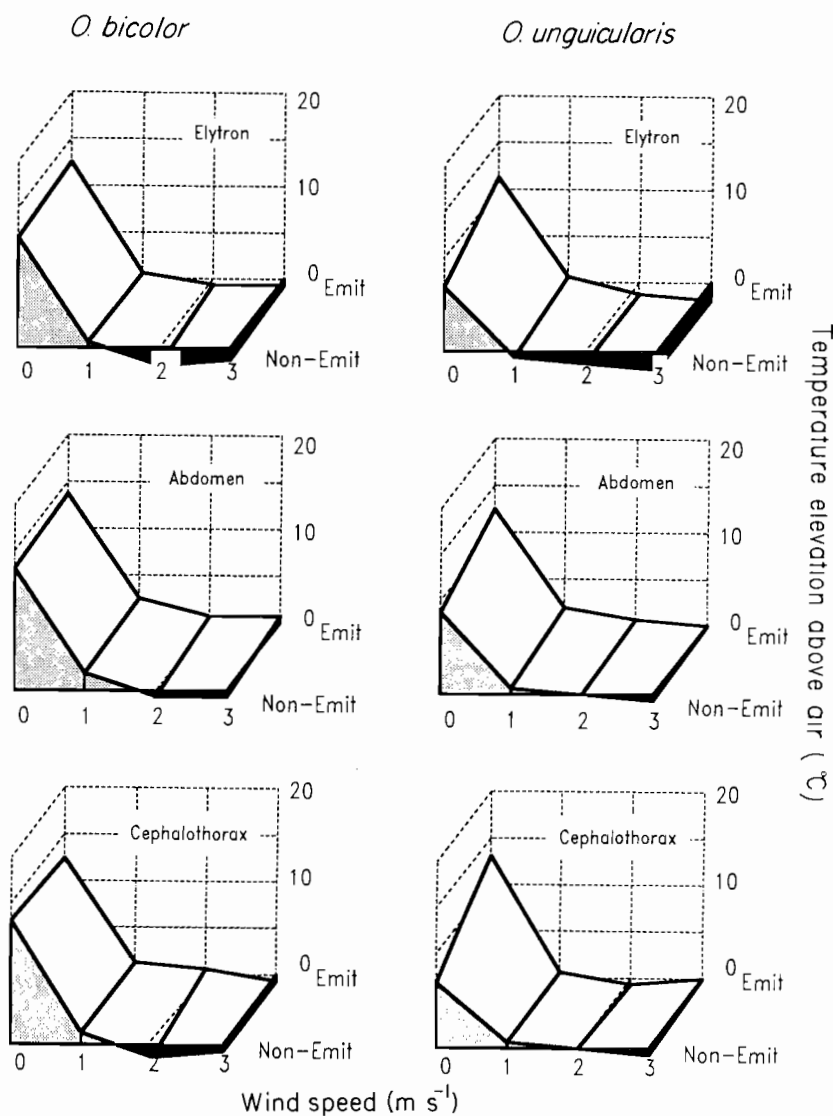 O. bicolor
O. unguicularis
20
Elytron
10
0
Emit
Non-Emit
0 1 2 3
20
Elytron
10
0
Emit
Non-Emit
0 1 2 3
20
Abdomen
10
0
Emit
Non-Emit
0 1 2 3
20
Abdomen
10
0
Emit
Non-Emit
0 1 2 3
20
Cephalothorax
10
0
Emit
Non-Emit
0 1 2 3
20
Cephalothorax
10
0
Emit
Non-Emit
0 1 2 3
Temperature elevation above air (℃)
Wind speed (m s⁻¹)